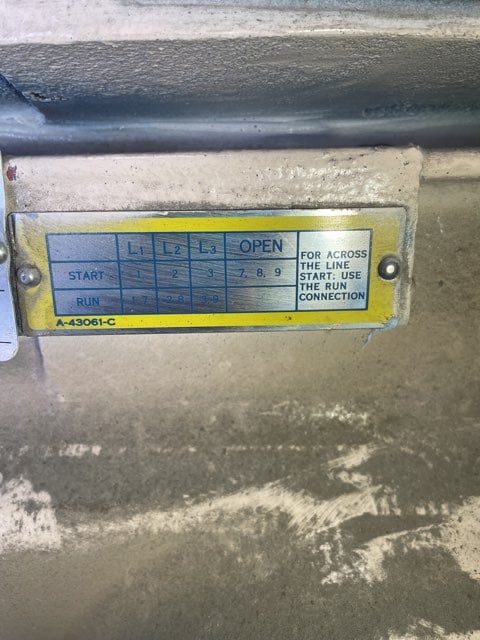 L1 L2 L3 OPEN
START 1 2 3 7, 8, 9
RUN 1,7 2,8 3,9
FOR ACROSS
THE LINE
START: USE
THE RUN
CONNECTION
A-43061-C